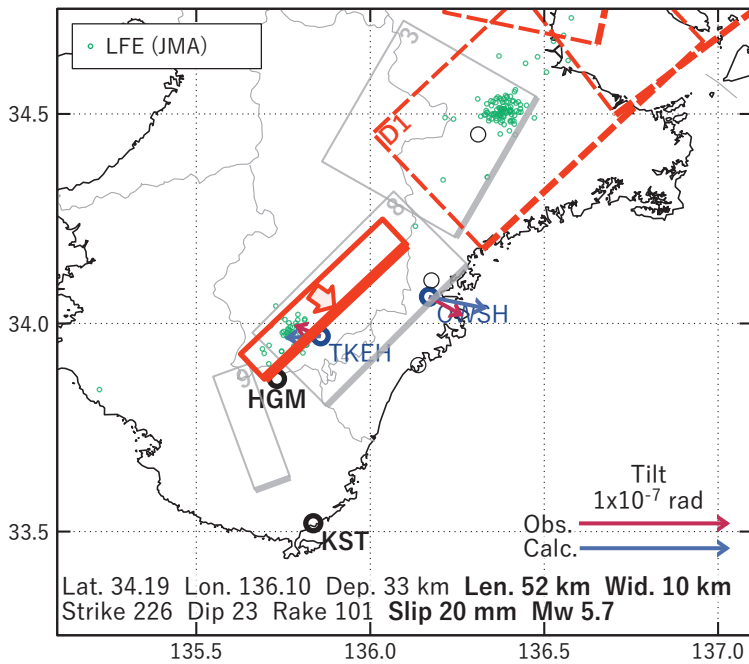 LFE (JMA)
3
D1
8
34.5
34.0
33.5
OWSH
TKEH
9
HGM
KST
Tilt
1x10-7 rad
Obs.
Calc.
Lat. 34.19 Lon. 136.10 Dep. 33 km Len. 52 km Wid. 10 km
Strike 226 Dip 23 Rake 101 Slip 20 mm Mw 5.7
135.5 136.0 136.5 137.0